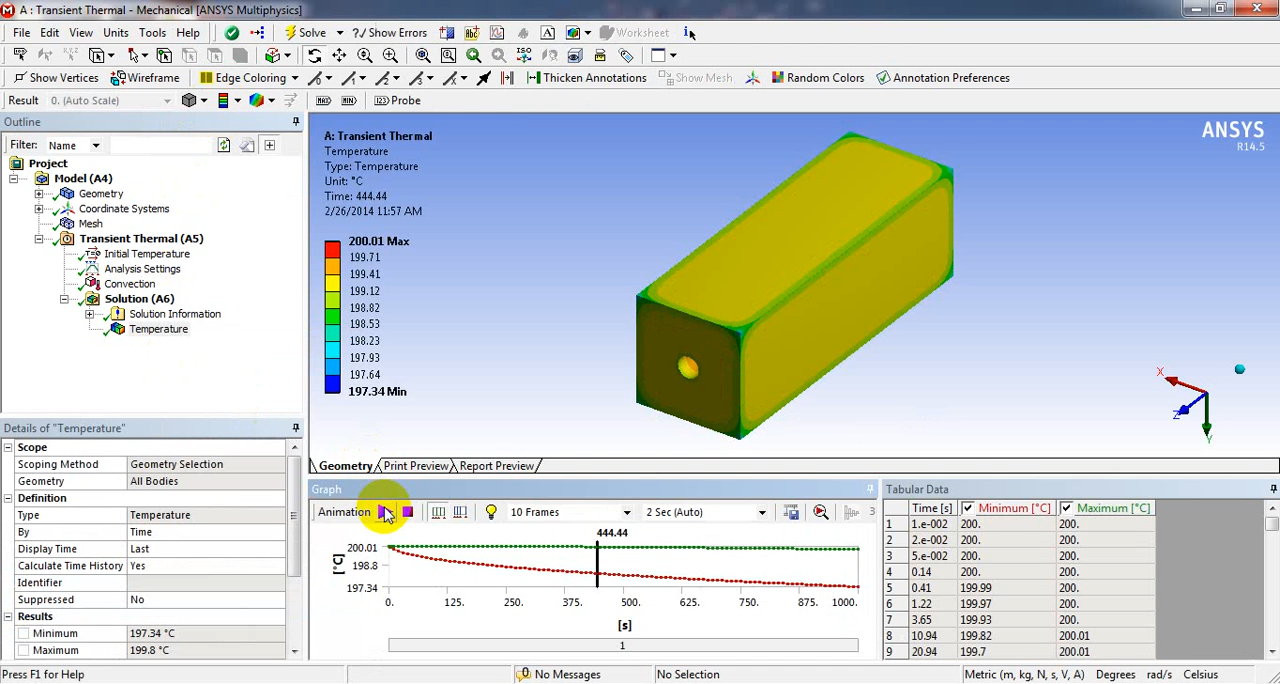 A : Transient Thermal - Mechanical [ANSYS Multiphysics]
File Edit View Units Tools Help Solve ?/ Show Errors Worksheet
Show Vertices Wireframe Edge Coloring Thicken Annotations Show Mesh Random Colors Annotation Preferences
Result 0. (Auto Scale) MAX MIN Probe
Outline
Filter: Name
Project
Model (A4)
Geometry
Coordinate Systems
Mesh
Transient Thermal (A5)
Initial Temperature
Analysis Settings
Convection
Solution (A6)
Solution Information
Temperature
Details of "Temperature"
Scope
Scoping Method Geometry Selection
Geometry All Bodies
Definition
Type Temperature
By Time
Display Time Last
Calculate Time History Yes
Identifier
Suppressed No
Results
Minimum 197.34 °C
Maximum 199.8 °C
A: Transient Thermal
Temperature
Type: Temperature
Unit: °C
Time: 444.44
2/26/2014 11:57 AM
200.01 Max
199.71
199.41
199.12
198.82
198.53
198.23
197.93
197.64
197.34 Min
ANSYS
R14.5
X
Z
Y
Geometry Print Preview Report Preview
Graph
Animation 10 Frames 2 Sec (Auto) 3
444.44
200.01
198.8
197.34
[°C]
0. 125. 250. 375. 500. 625. 750. 875. 1000.
[s]
1
Tabular Data
Time [s] Minimum [°C] Maximum [°C]
1 1.e-002 200. 200.
2 2.e-002 200. 200.
3 5.e-002 200. 200.
4 0.14 200. 200.
5 0.41 199.99 200.
6 1.22 199.97 200.
7 3.65 199.93 200.
8 10.94 199.82 200.01
9 20.94 199.7 200.01
Press F1 for Help No Messages No Selection Metric (m, kg, N, s, V, A) Degrees rad/s Celsius